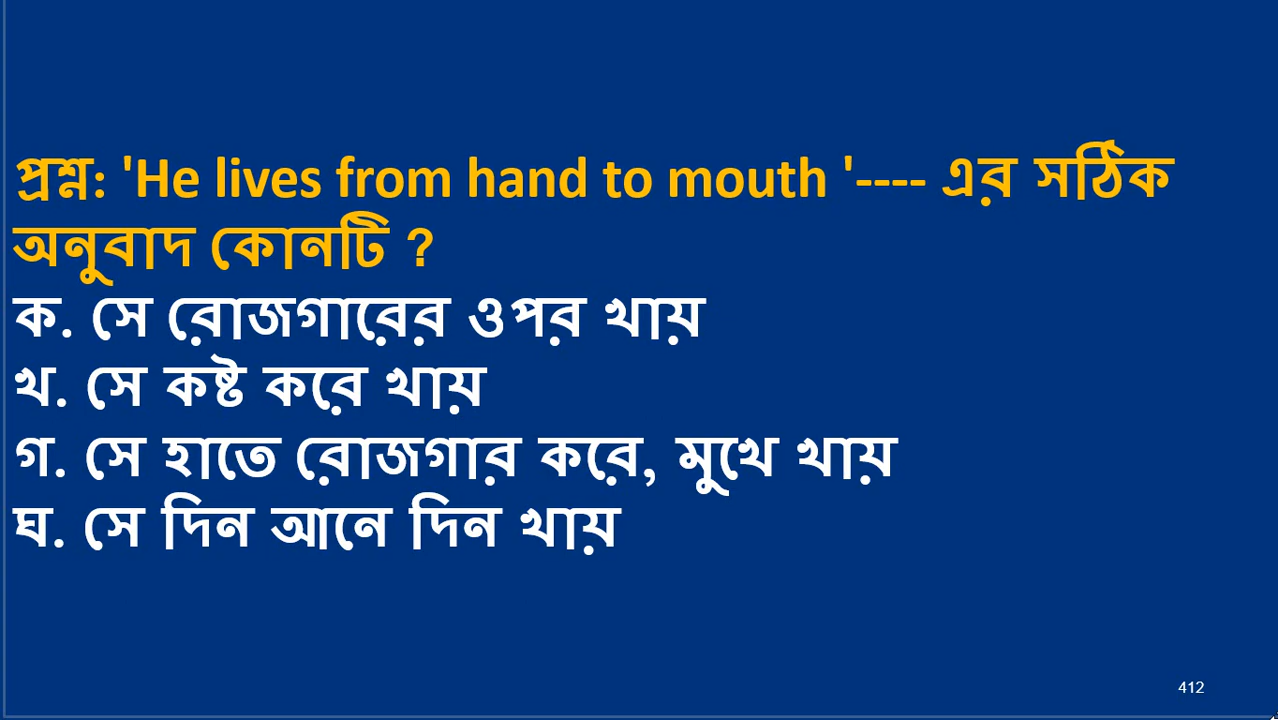 প্রশ্ন: 'He lives from hand to mouth '---- এর সঠিক
অনুবাদ কোনটি ?
ক. সে রোজগারের ওপর খায়
খ. সে কষ্ট করে খায়
গ. সে হাতে রোজগার করে, মুখে খায়
ঘ. সে দিন আনে দিন খায়
412